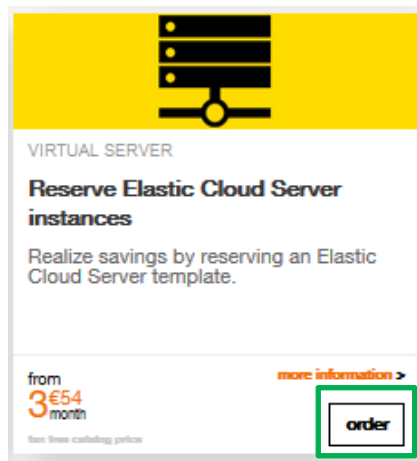 VIRTUAL SERVER
Reserve Elastic Cloud Server
instances
Realize savings by reserving an Elastic
Cloud Server template.
more information >
from
3€54
month
order
tax free catalog price